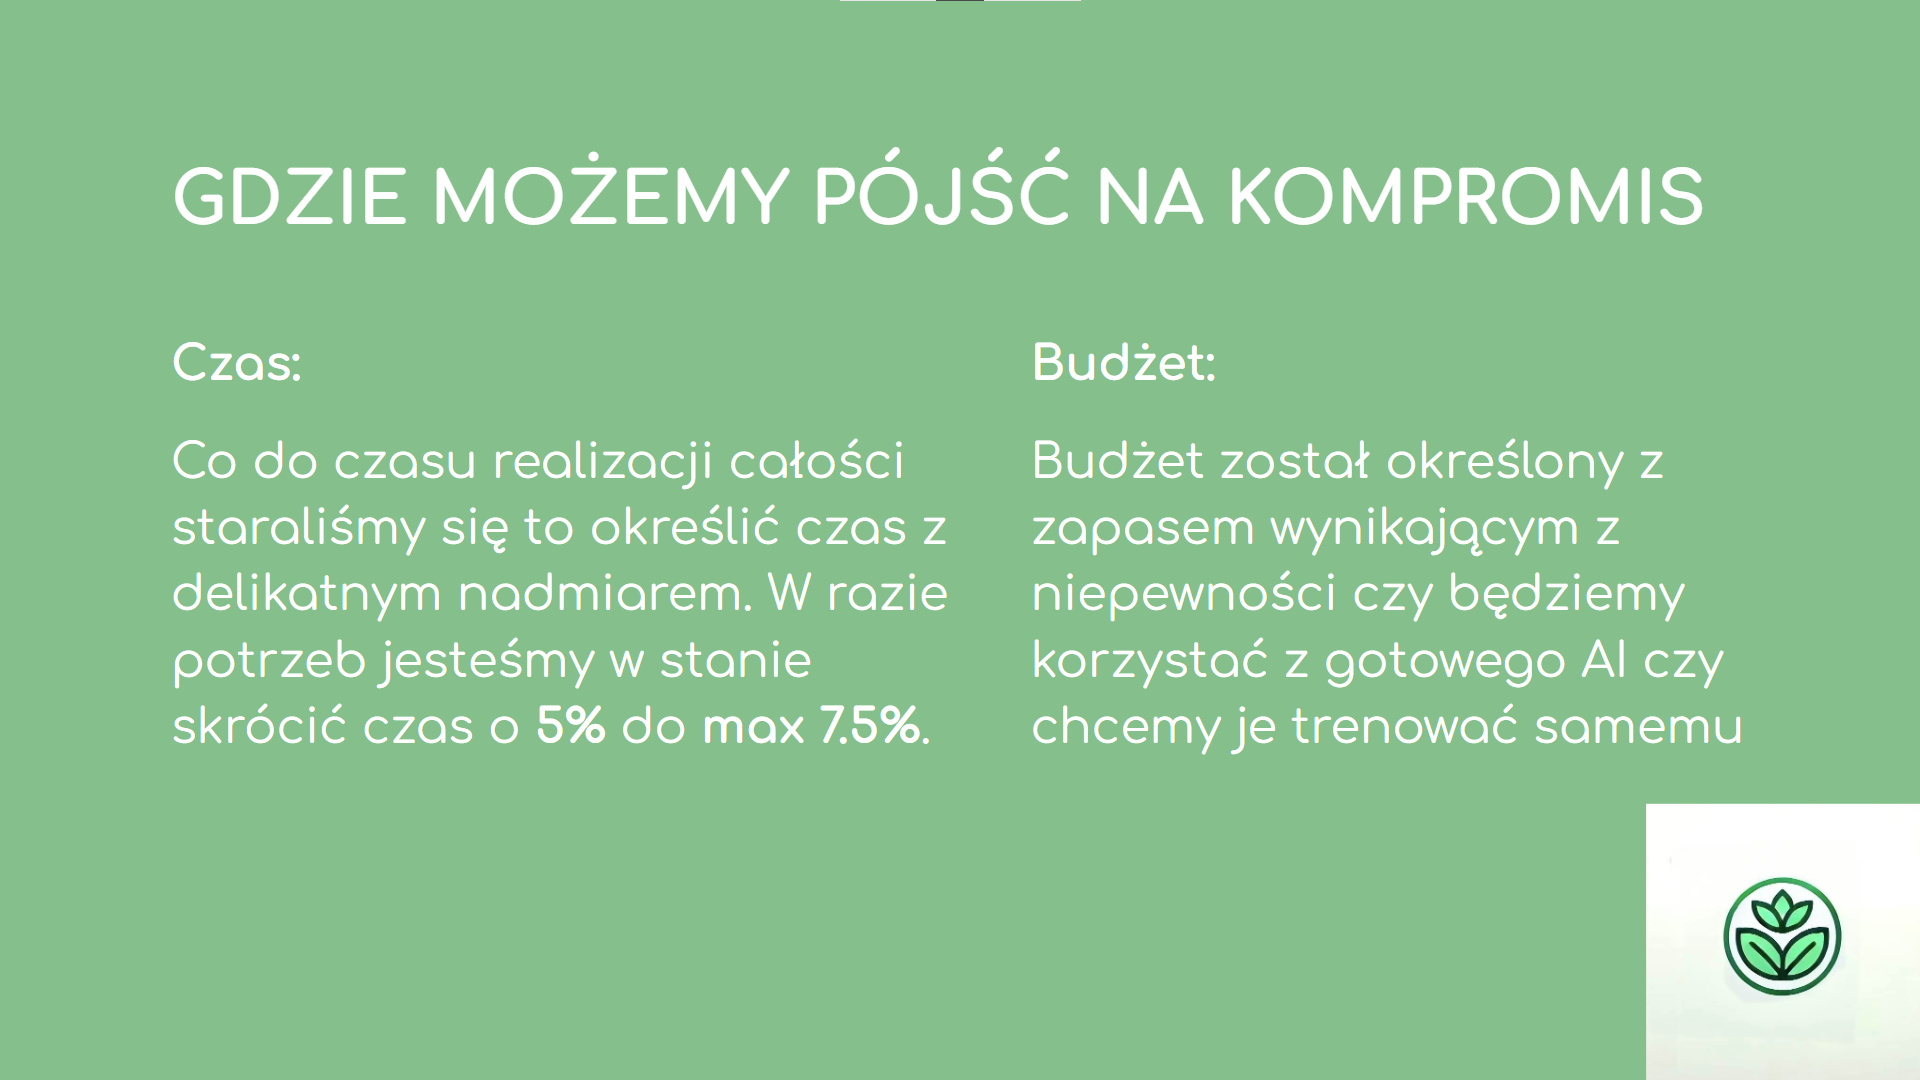 GDZIE MOŻEMY PÓJŚĆ NA KOMPROMIS
Czas:
Co do czasu realizacji całości
staraliśmy się to określić czas z
delikatnym nadmiarem. W razie
potrzeb jesteśmy w stanie
skrócić czas o 5% do max 7.5%.
Budżet:
Budżet został określony z
zapasem wynikającym z
niepewności czy będziemy
korzystać z gotowego AI czy
chcemy je trenować samemu